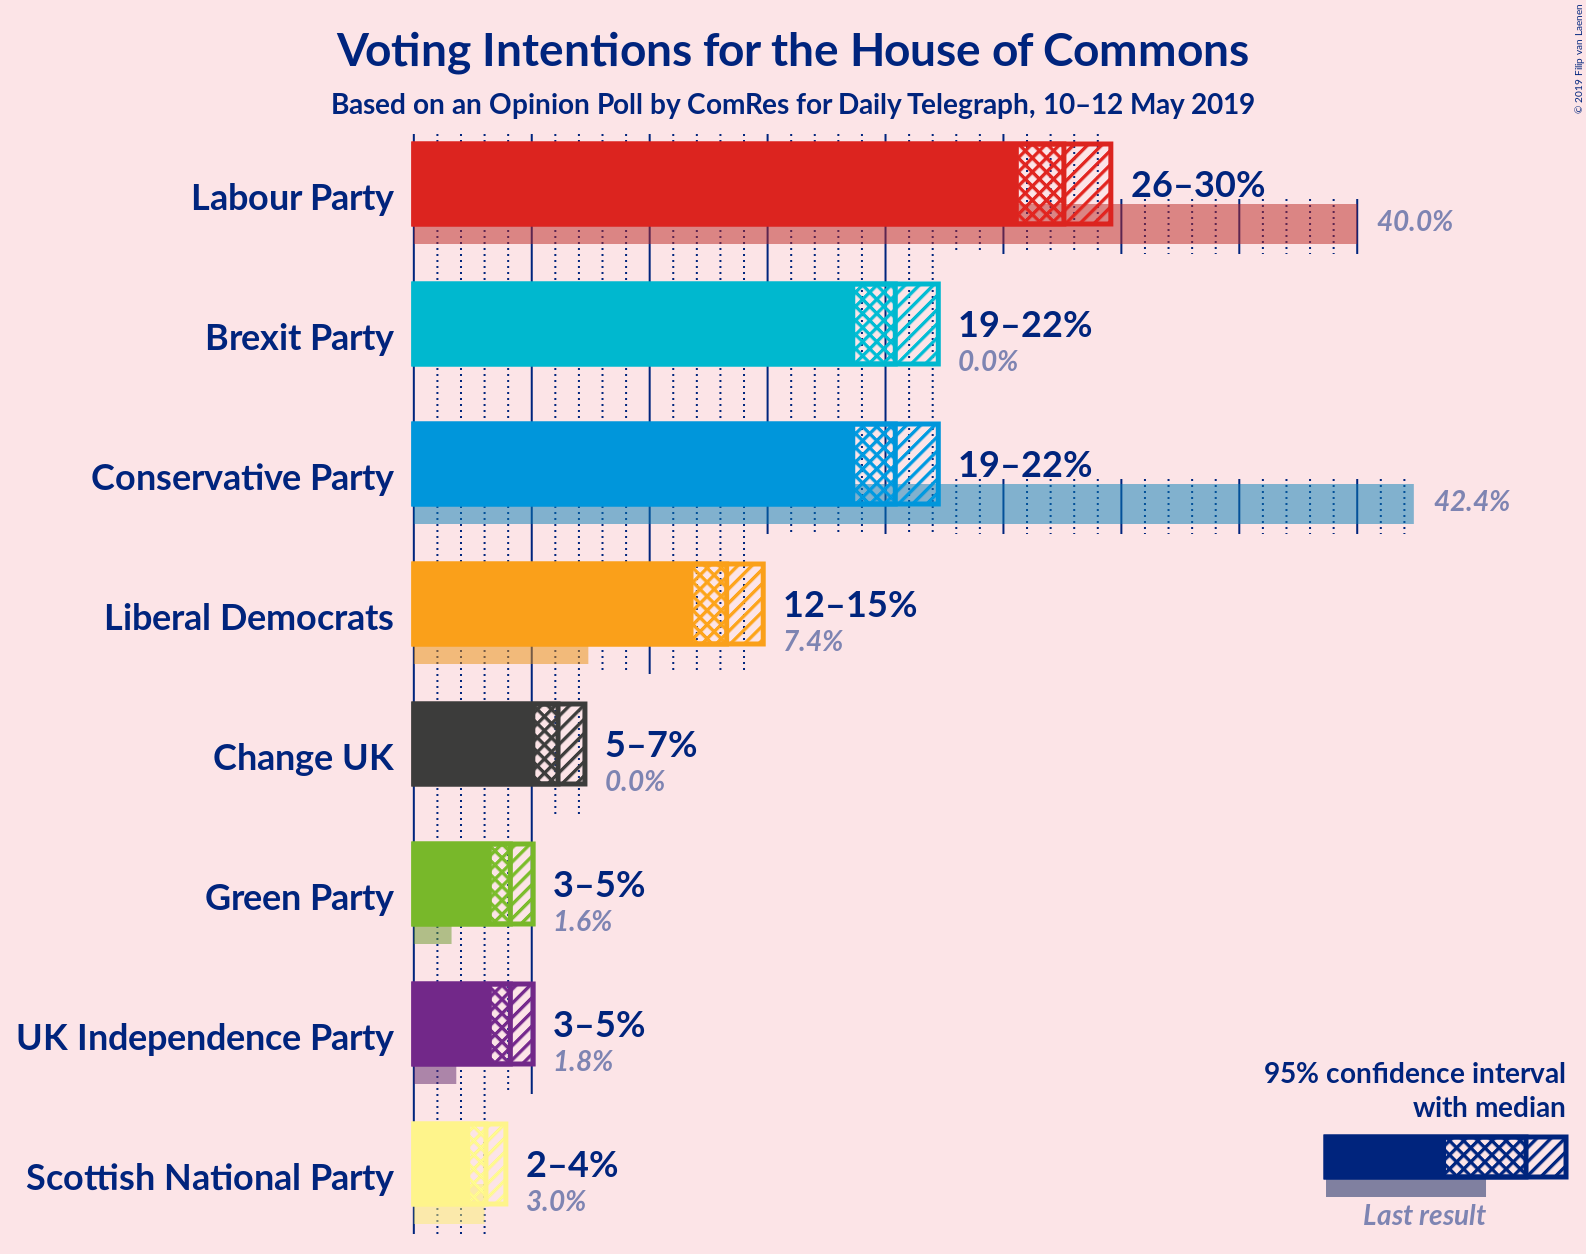 Voting Intentions for the House of Commons
Based on an Opinion Poll by ComRes for Daily Telegraph, 10–12 May 2019
© 2019 Filip van Laenen
Labour Party
26–30%
40.0%
Brexit Party
19–22%
0.0%
Conservative Party
19–22%
42.4%
Liberal Democrats
12–15%
7.4%
Change UK
5–7%
0.0%
Green Party
3–5%
1.6%
UK Independence Party
3–5%
1.8%
Scottish National Party
2–4%
3.0%
95% confidence interval
with median
Last result